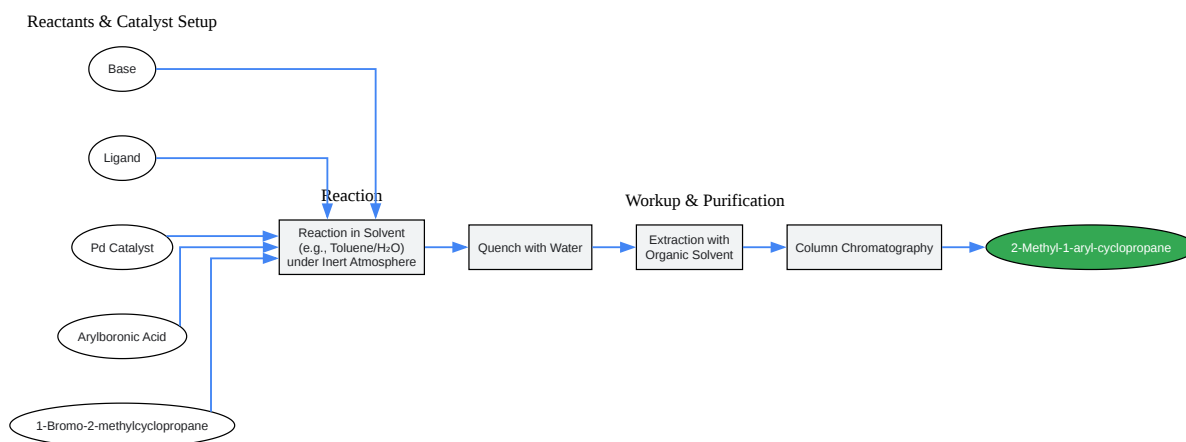 Reactants & Catalyst Setup
Base
Ligand
Reaction
Workup & Purification
Pd Catalyst
Reaction in Solvent
(e.g., Toluene/H₂O)
under Inert Atmosphere
Quench with Water
Extraction with
Organic Solvent
Column Chromatography
2-Methyl-1-aryl-cyclopropane
Arylboronic Acid
1-Bromo-2-methylcyclopropane